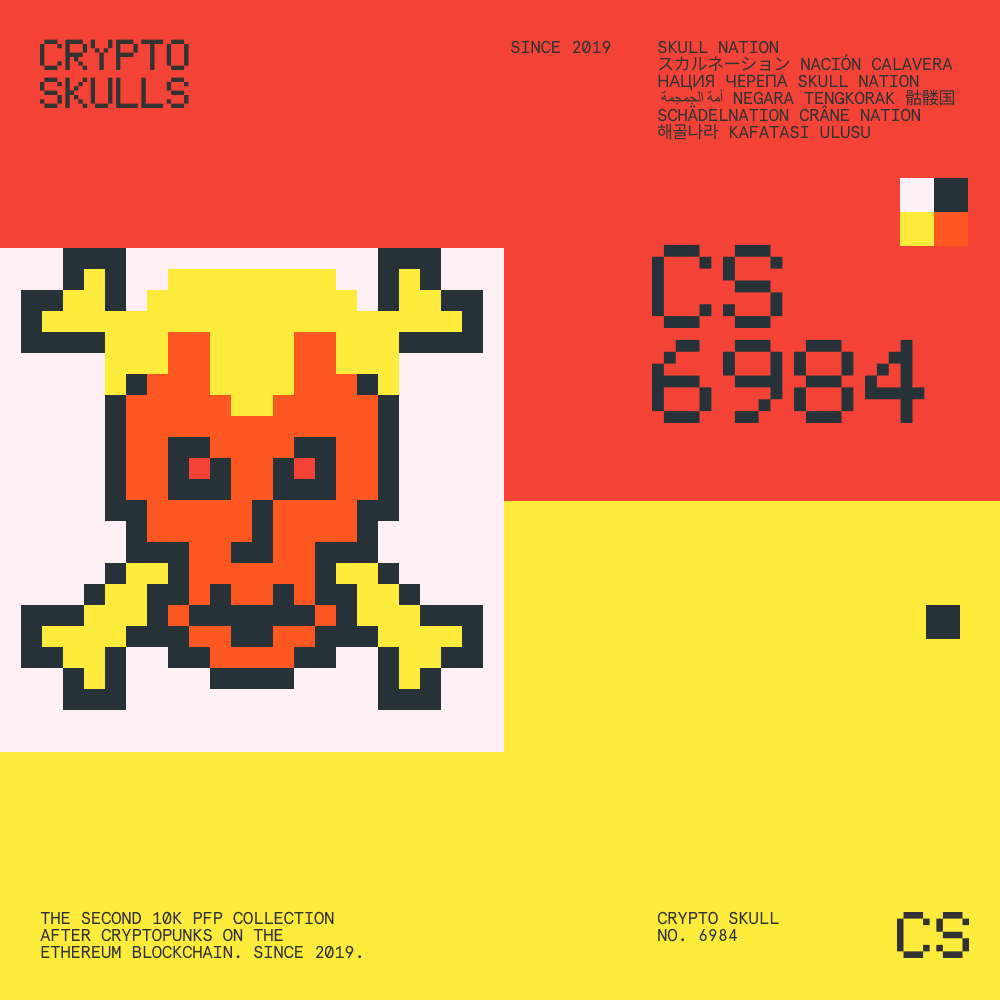 CRYPTO
SKULLS
SINCE 2019
SKULL NATION
スカルネーション NACIÓN CALAVERA
НАЦИЯ ЧЕРЕПА SKULL NATION
أمة الجمجمة NEGARA TENGKORAK 骷髅国
SCHÄDELNATION CRÂNE NATION
해골나라 KAFATASI ULUSU
CS
6984
THE SECOND 10K PFP COLLECTION
AFTER CRYPTOPUNKS ON THE
ETHEREUM BLOCKCHAIN. SINCE 2019.
CRYPTO SKULL
NO. 6984
CS